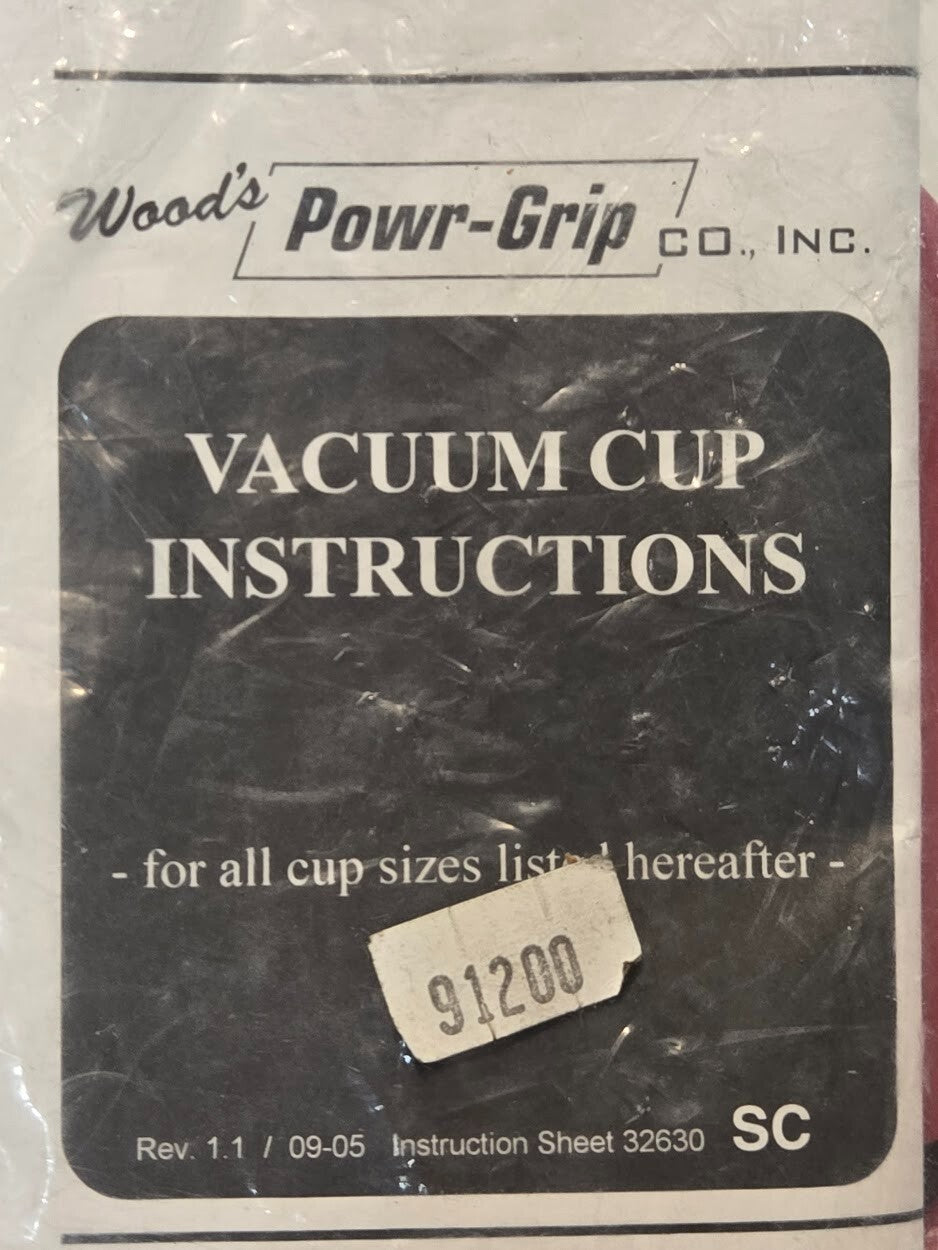 Wood's Powr-Grip CO., INC.
VACUUM CUP
INSTRUCTIONS
- for all cup sizes hereafter -
91200
Rev. 1.1 / 09-05 Instruction Sheet 32630 SC